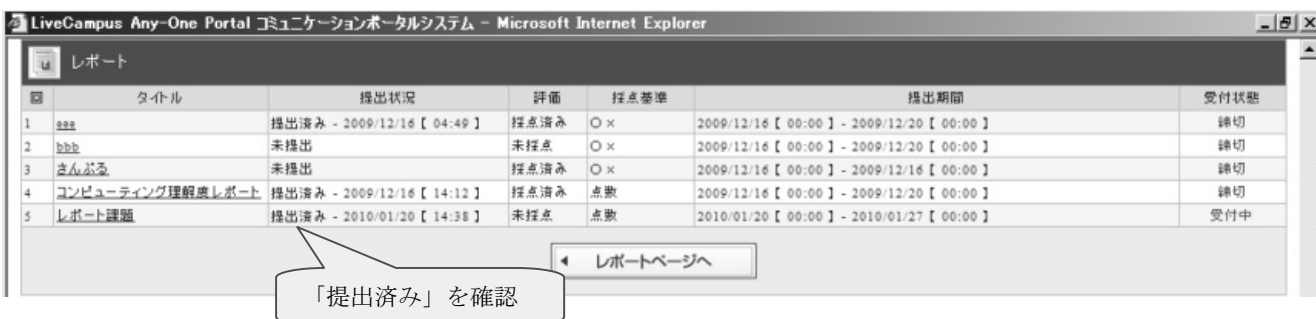 LiveCampus Any-One Portal コミュニケーションポータルシステム - Microsoft Internet Explorer
レポート
タイトル 提出状況 評価 採点基準 提出期間 受付状態
1 aaa 提出済み - 2009/12/16【 04:49 】 採点済み ○× 2009/12/16【 00:00 】 - 2009/12/20【 00:00 】 締切
2 bbb 未提出 未採点 ○× 2009/12/16【 00:00 】 - 2009/12/20【 00:00 】 締切
3 さんぷる 未提出 採点済み ○× 2009/12/16【 00:00 】 - 2009/12/16【 00:00 】 締切
4 コンピューティング理解度レポート 提出済み - 2009/12/16【 14:12 】 採点済み 点数 2009/12/16【 00:00 】 - 2009/12/20【 00:00 】 締切
5 レポート課題 提出済み - 2010/01/20【 14:38 】 未採点 点数 2010/01/20【 00:00 】 - 2010/01/27【 00:00 】 受付中
レポートページへ
「提出済み」を確認